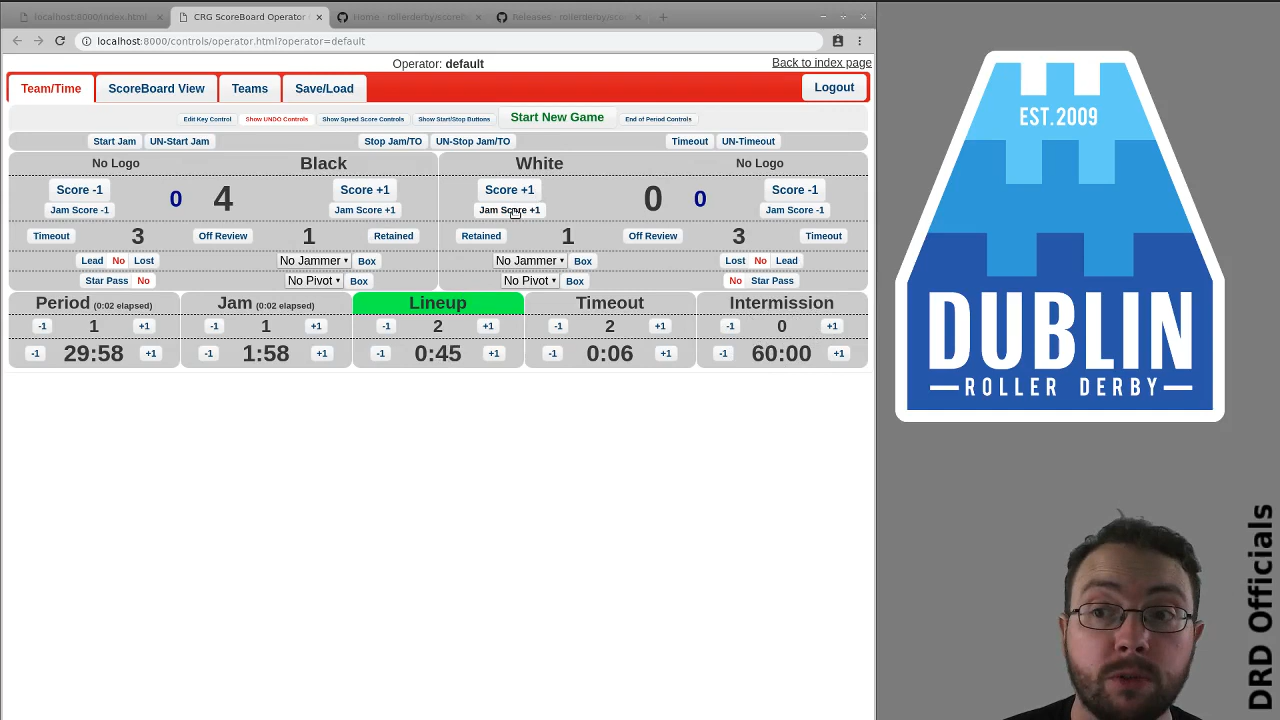 localhost:8000/index.html
CRG ScoreBoard Operator
Home · rollerderby/scoreb
Releases · rollerderby/sco
localhost:8000/controls/operator.html?operator=default
Operator: default
Back to index page
Team/Time
ScoreBoard View
Teams
Save/Load
Logout
Edit Key Control
Show UNDO Controls
Show Speed Score Controls
Show Start/Stop Buttons
Start New Game
End of Period Controls
Start Jam
UN-Start Jam
Stop Jam/TO
UN-Stop Jam/TO
Timeout
UN-Timeout
No Logo
Black
White
No Logo
Score -1
0
4
Score +1
Score +1
0
0
Score -1
Jam Score -1
Jam Score +1
Jam Score +1
Jam Score -1
Timeout
3
Off Review
1
Retained
Retained
1
Off Review
3
Timeout
Lead
No
Lost
No Jammer
Box
No Jammer
Box
Lost
No
Lead
Star Pass
No
No Pivot
Box
No Pivot
Box
No
Star Pass
Period (0:02 elapsed)
Jam (0:02 elapsed)
Lineup
Timeout
Intermission
-1
1
+1
-1
1
+1
-1
2
+1
-1
2
+1
-1
0
+1
-1
29:58
+1
-1
1:58
+1
-1
0:45
+1
-1
0:06
+1
-1
60:00
+1
EST.2009
DUBLIN
ROLLER DERBY
DRD Officials